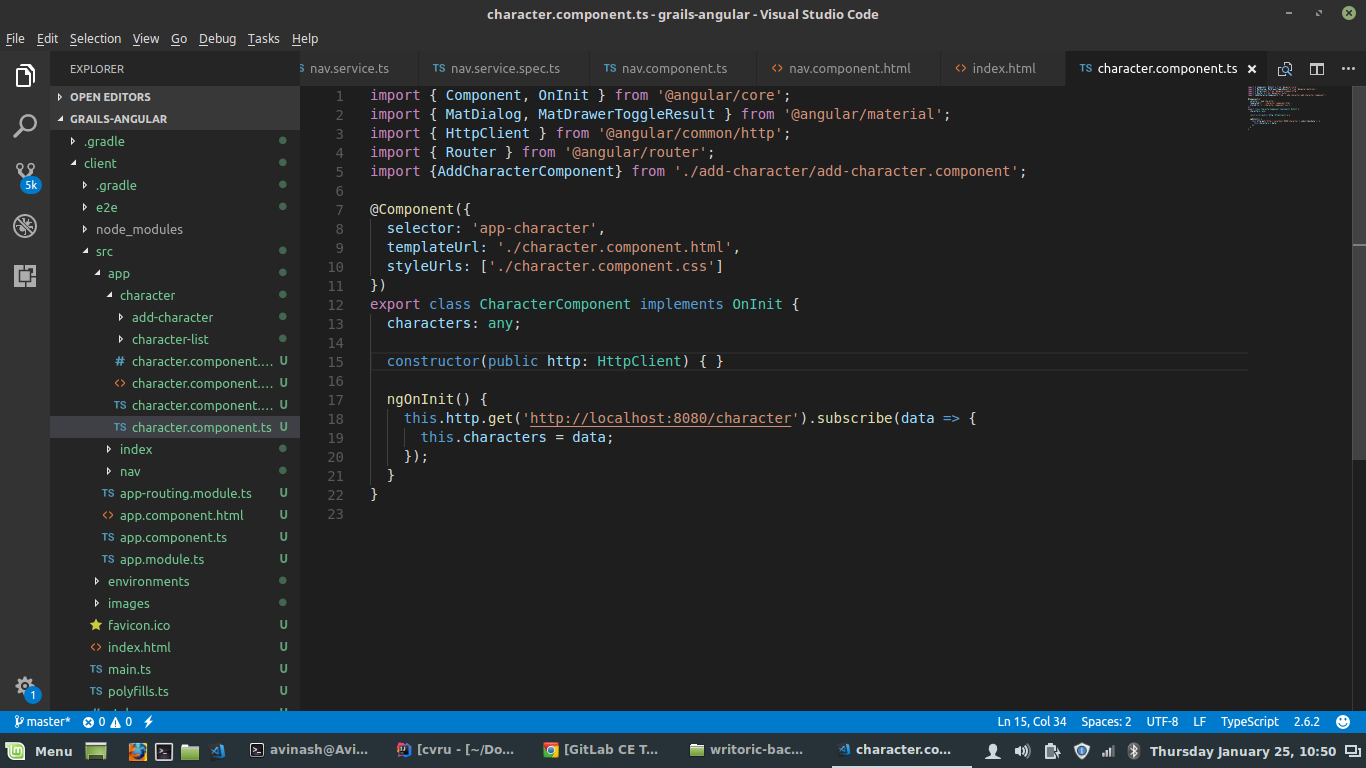 character.component.ts - grails-angular - Visual Studio Code
File Edit Selection View Go Debug Tasks Help
EXPLORER
nav.service.ts
TS nav.service.spec.ts
TS nav.component.ts
<> nav.component.html
<> index.html
TS character.component.ts
OPEN EDITORS
GRAILS-ANGULAR
.gradle
client
.gradle
e2e
node_modules
src
app
character
add-character
character-list
# character.component.... U
<> character.component.... U
TS character.component.... U
TS character.component.ts U
index
nav
TS app-routing.module.ts U
<> app.component.html U
TS app.component.ts U
TS app.module.ts U
environments
images
favicon.ico U
<> index.html U
TS main.ts U
TS polyfills.ts U
5k
1
1 import { Component, OnInit } from '@angular/core';
2 import { MatDialog, MatDrawerToggleResult } from '@angular/material';
3 import { HttpClient } from '@angular/common/http';
4 import { Router } from '@angular/router';
5 import {AddCharacterComponent} from './add-character/add-character.component';
6
7 @Component({
8 selector: 'app-character',
9 templateUrl: './character.component.html',
10 styleUrls: ['./character.component.css']
11 })
12 export class CharacterComponent implements OnInit {
13 characters: any;
14
15 constructor(public http: HttpClient) { }
16
17 ngOnInit() {
18 this.http.get('http://localhost:8080/character').subscribe(data => {
19 this.characters = data;
20 });
21 }
22 }
23
master* 0 0 Ln 15, Col 34 Spaces: 2 UTF-8 LF TypeScript 2.6.2
Menu avinash@Avi... [cvru - [~/Do... [GitLab CE T... writoric-bac... character.co... Thursday January 25, 10:50